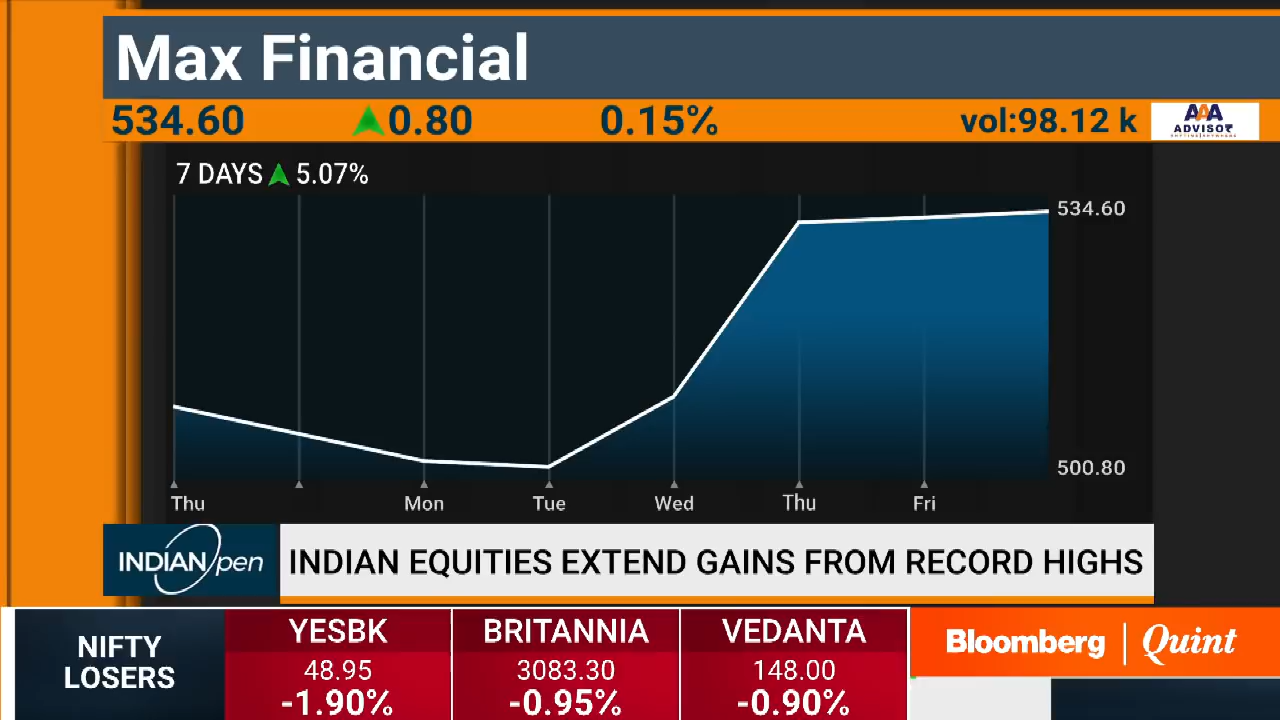 Max Financial
534.60 0.80 0.15% vol:98.12 k
AAA
ADVISOR
7 DAYS 5.07%
534.60
500.80
Thu Mon Tue Wed Thu Fri
INDIAN Open
INDIAN EQUITIES EXTEND GAINS FROM RECORD HIGHS
NIFTY
LOSERS
YESBK
48.95
-1.90%
BRITANNIA
3083.30
-0.95%
VEDANTA
148.00
-0.90%
Bloomberg | Quint